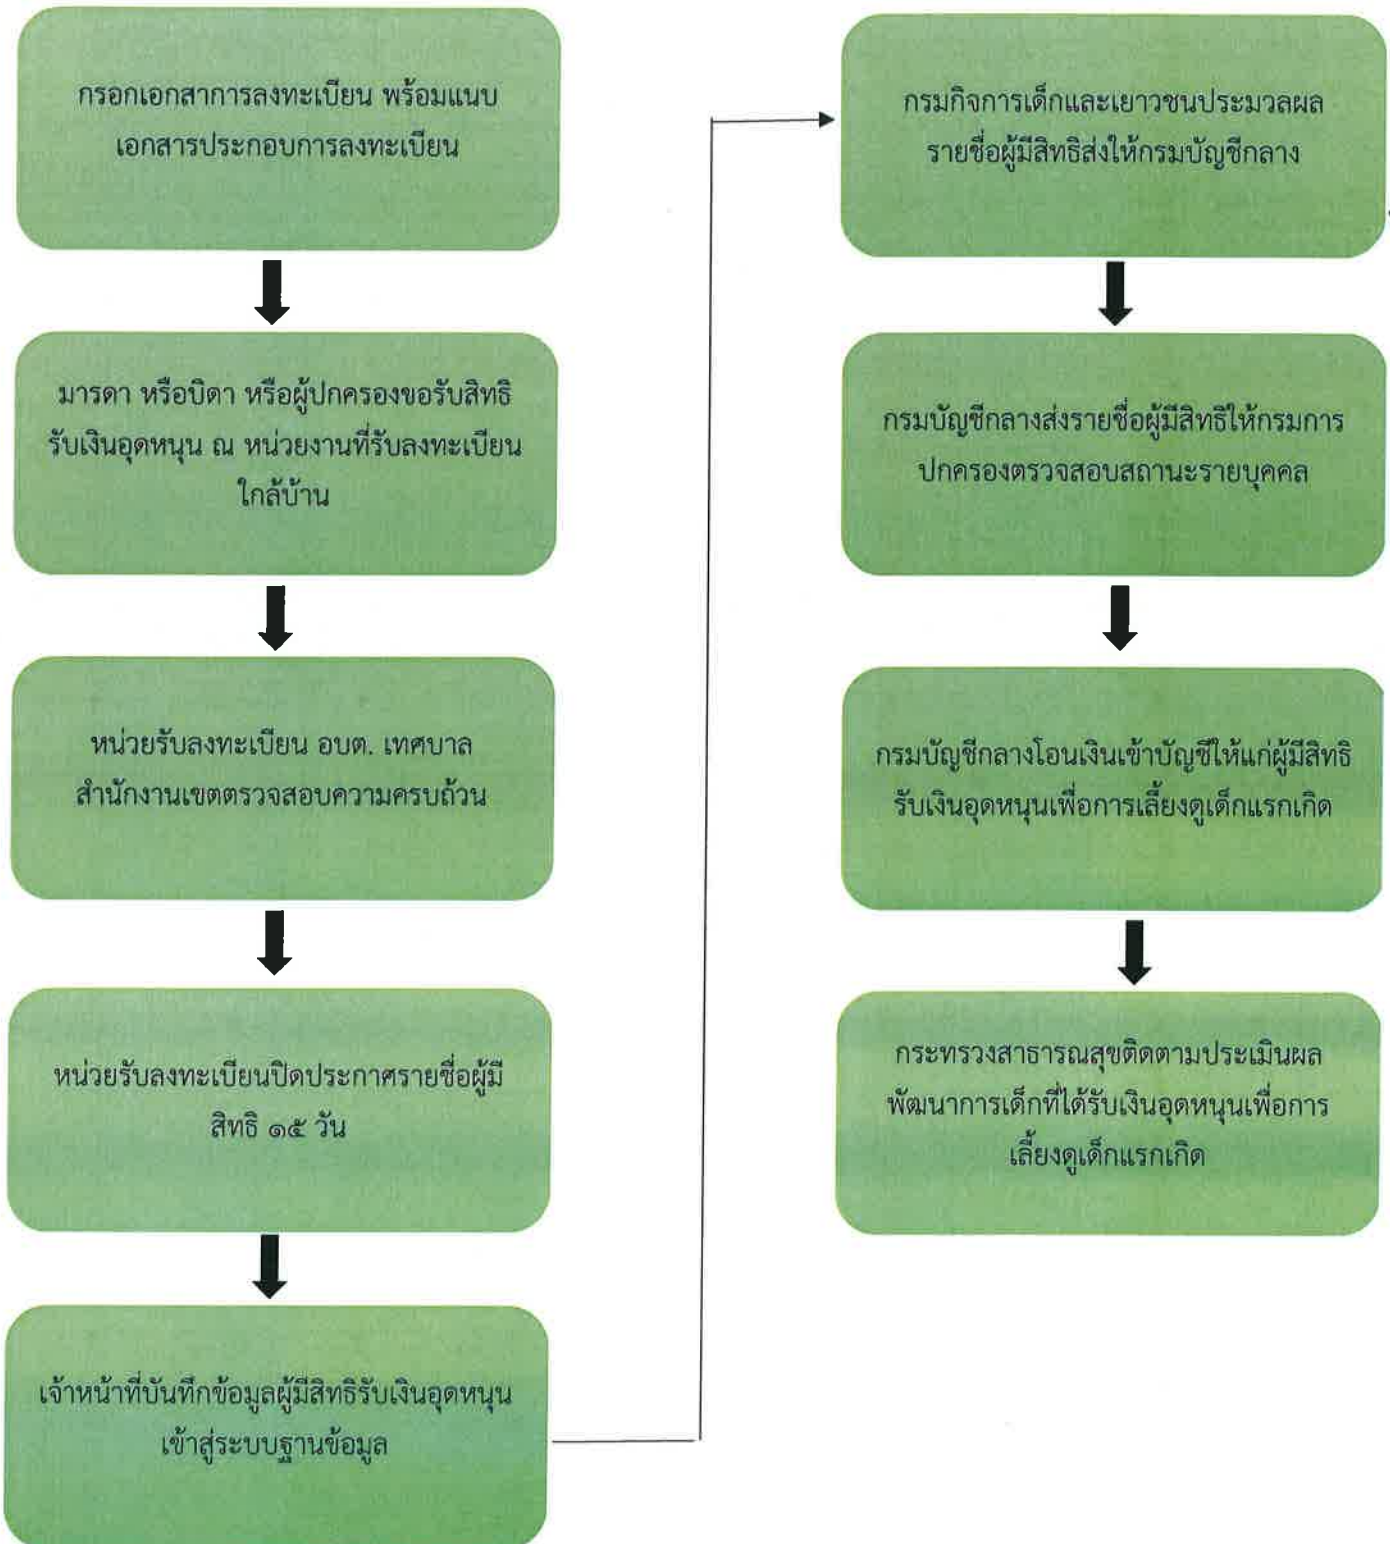 กรอกเอกสาการลงทะเบียน พร้อมแนบ
เอกสารประกอบการลงทะเบียน
มารดา หรือบิดา หรือผู้ปกครองขอรับสิทธิ
รับเงินอุดหนุน ณ หน่วยงานที่รับลงทะเบียน
ใกล้บ้าน
หน่วยรับลงทะเบียน อบต. เทศบาล
สำนักงานเขตตรวจสอบความครบถ้วน
หน่วยรับลงทะเบียนปิดประกาศรายชื่อผู้มี
สิทธิ ๑๕ วัน
เจ้าหน้าที่บันทึกข้อมูลผู้มีสิทธิรับเงินอุดหนุน
เข้าสู่ระบบฐานข้อมูล
กรมกิจการเด็กและเยาวชนประมวลผล
รายชื่อผู้มีสิทธิส่งให้กรมบัญชีกลาง
กรมบัญชีกลางส่งรายชื่อผู้มีสิทธิให้กรมการ
ปกครองตรวจสอบสถานะรายบุคคล
กรมบัญชีกลางโอนเงินเข้าบัญชีให้แก่ผู้มีสิทธิ
รับเงินอุดหนุนเพื่อการเลี้ยงดูเด็กแรกเกิด
กระทรวงสาธารณสุขติดตามประเมินผล
พัฒนาการเด็กที่ได้รับเงินอุดหนุนเพื่อการ
เลี้ยงดูเด็กแรกเกิด